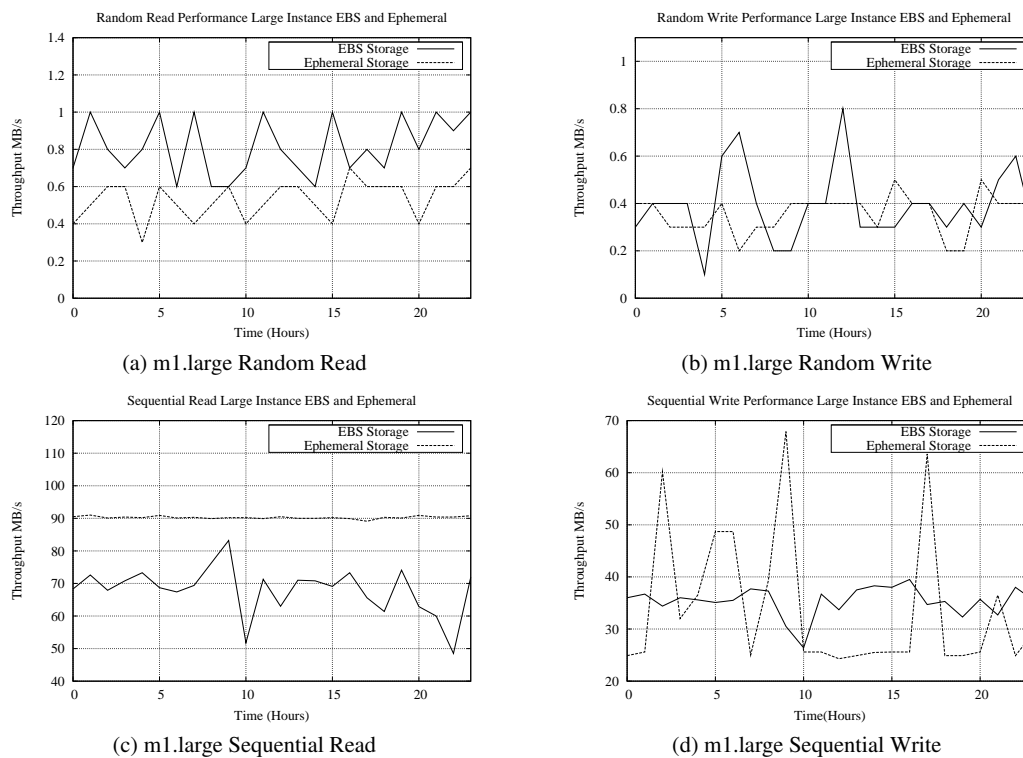 Random Read Performance Large Instance EBS and Ephemeral
1.4
1.2
1
0.8
0.6
0.4
0.2
0
EBS Storage
Ephemeral Storage
Throughput MB/s
0 5 10 15 20
Time (Hours)
(a) m1.large Random Read
Random Write Performance Large Instance EBS and Ephemeral
1
0.8
0.6
0.4
0.2
0
EBS Storage
Ephemeral Storage
Throughput MB/s
0 5 10 15 20
Time (Hours)
(b) m1.large Random Write
Sequential Read Large Instance EBS and Ephemeral
120
110
100
90
80
70
60
50
40
EBS Storage
Ephemeral Storage
Throughput MB/s
0 5 10 15 20
Time (Hours)
(c) m1.large Sequential Read
Sequential Write Performance Large Instance EBS and Ephemeral
70
60
50
40
30
20
EBS Storage
Ephemeral Storage
Throughput MB/s
0 5 10 15 20
Time(Hours)
(d) m1.large Sequential Write